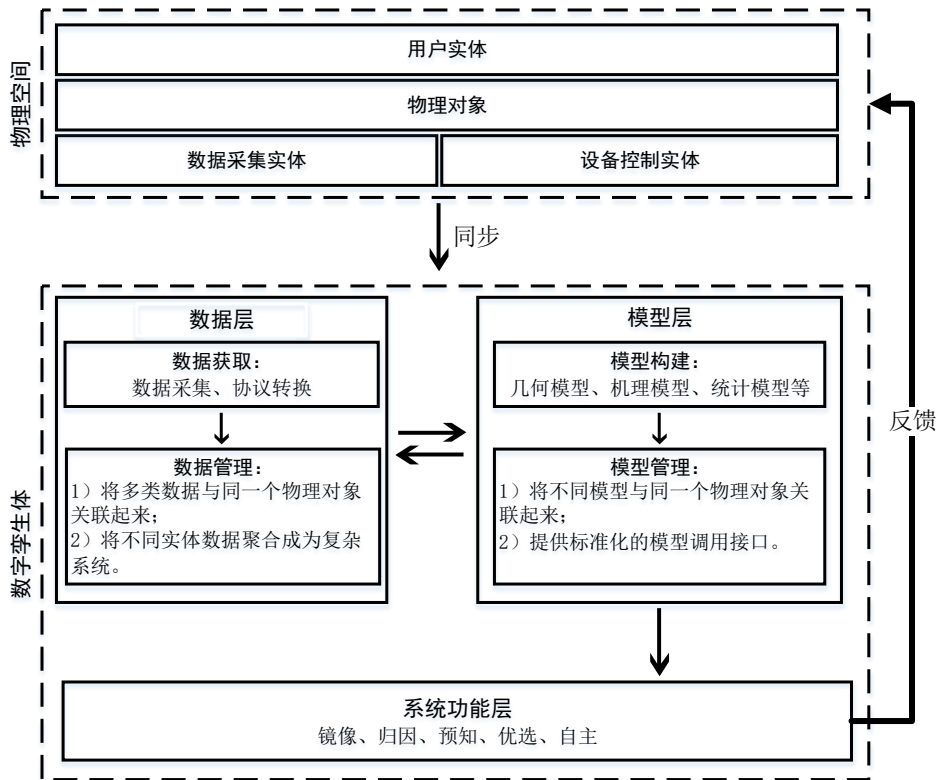 物理空间
用户实体
物理对象
数据采集实体
设备控制实体
同步
数字孪生体
数据层
数据获取：
数据采集、协议转换
数据管理：
1）将多类数据与同一个物理对象
关联起来；
2）将不同实体数据聚合成为复杂
系统。
模型层
模型构建：
几何模型、机理模型、统计模型等
模型管理：
1）将不同模型与同一个物理对象关
联起来；
2）提供标准化的模型调用接口。
系统功能层
镜像、归因、预知、优选、自主
反馈